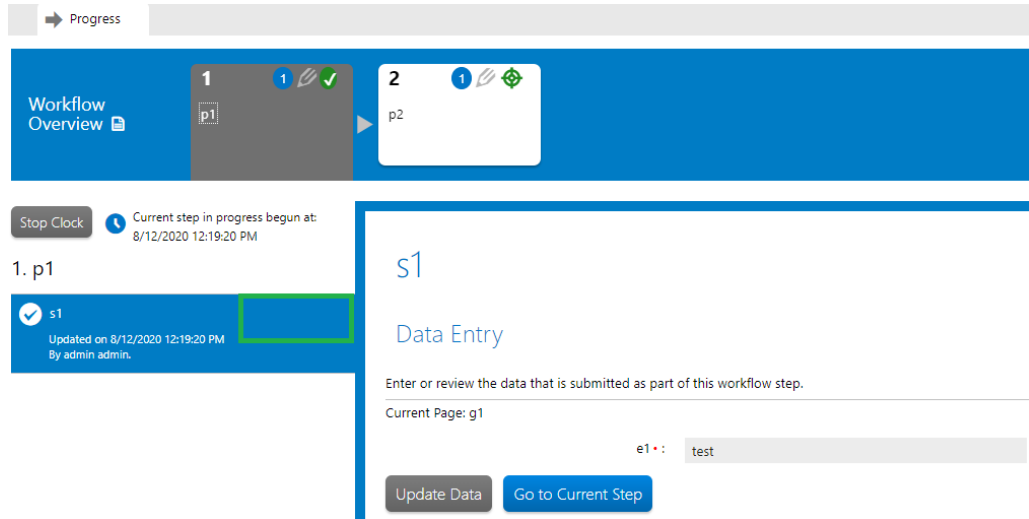 Progress
Workflow
Overview
1 1
p1
2 1
p2
Stop Clock
Current step in progress begun at:
8/12/2020 12:19:20 PM
1. p1
s1
Updated on 8/12/2020 12:19:20 PM
By admin admin.
s1
Data Entry
Enter or review the data that is submitted as part of this workflow step.
Current Page: g1
e1• : test
Update Data Go to Current Step